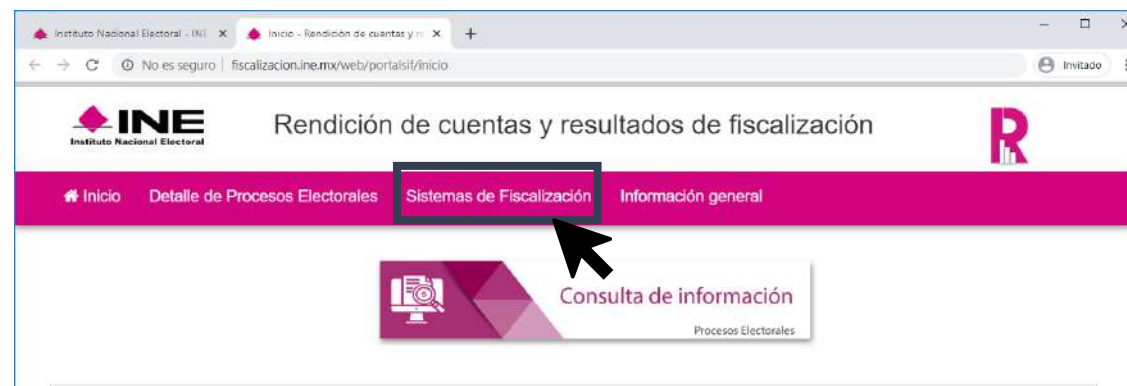 Instituto Nacional Electoral - INE
Inicio - Rendición de cuentas y r
No es seguro | fiscalizacion.ine.mx/web/portalsif/inicio
Invitado
INE
Instituto Nacional Electoral
Rendición de cuentas y resultados de fiscalización
R
Inicio Detalle de Procesos Electorales Sistemas de Fiscalización Información general
Consulta de información
Procesos Electorales